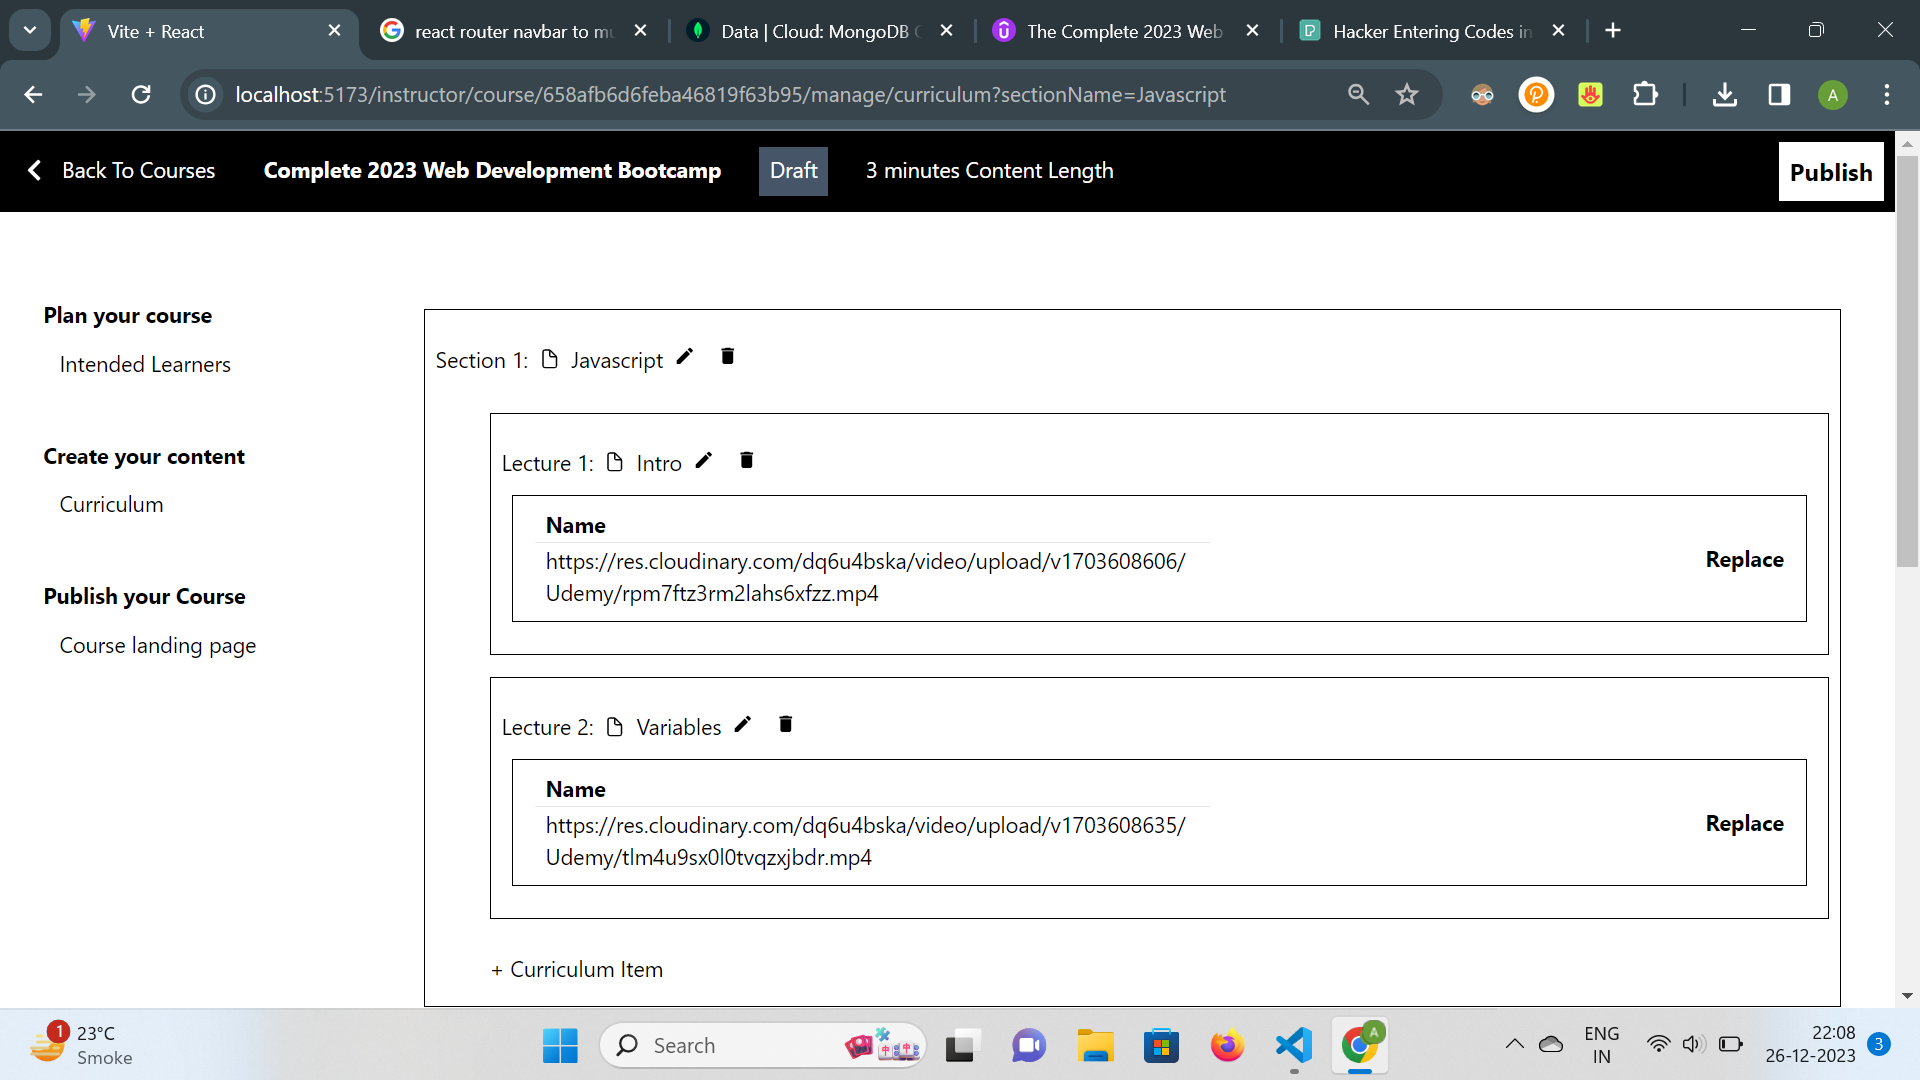 Vite + React
react router navbar to mu
Data | Cloud: MongoDB C
The Complete 2023 Web
Hacker Entering Codes in
localhost:5173/instructor/course/658afb6d6feba46819f63b95/manage/curriculum?sectionName=Javascript
A
Back To Courses
Complete 2023 Web Development Bootcamp
Draft
3 minutes Content Length
Publish
Plan your course
Intended Learners
Create your content
Curriculum
Publish your Course
Course landing page
Section 1: Javascript
Lecture 1: Intro
Name
https://res.cloudinary.com/dq6u4bska/video/upload/v1703608606/
Udemy/rpm7ftz3rm2lahs6xfzz.mp4
Replace
Lecture 2: Variables
Name
https://res.cloudinary.com/dq6u4bska/video/upload/v1703608635/
Udemy/tlm4u9sx0l0tvqzxjbdr.mp4
Replace
+ Curriculum Item
1
23°C
Smoke
Search
A
ENG
IN
22:08
26-12-2023
3